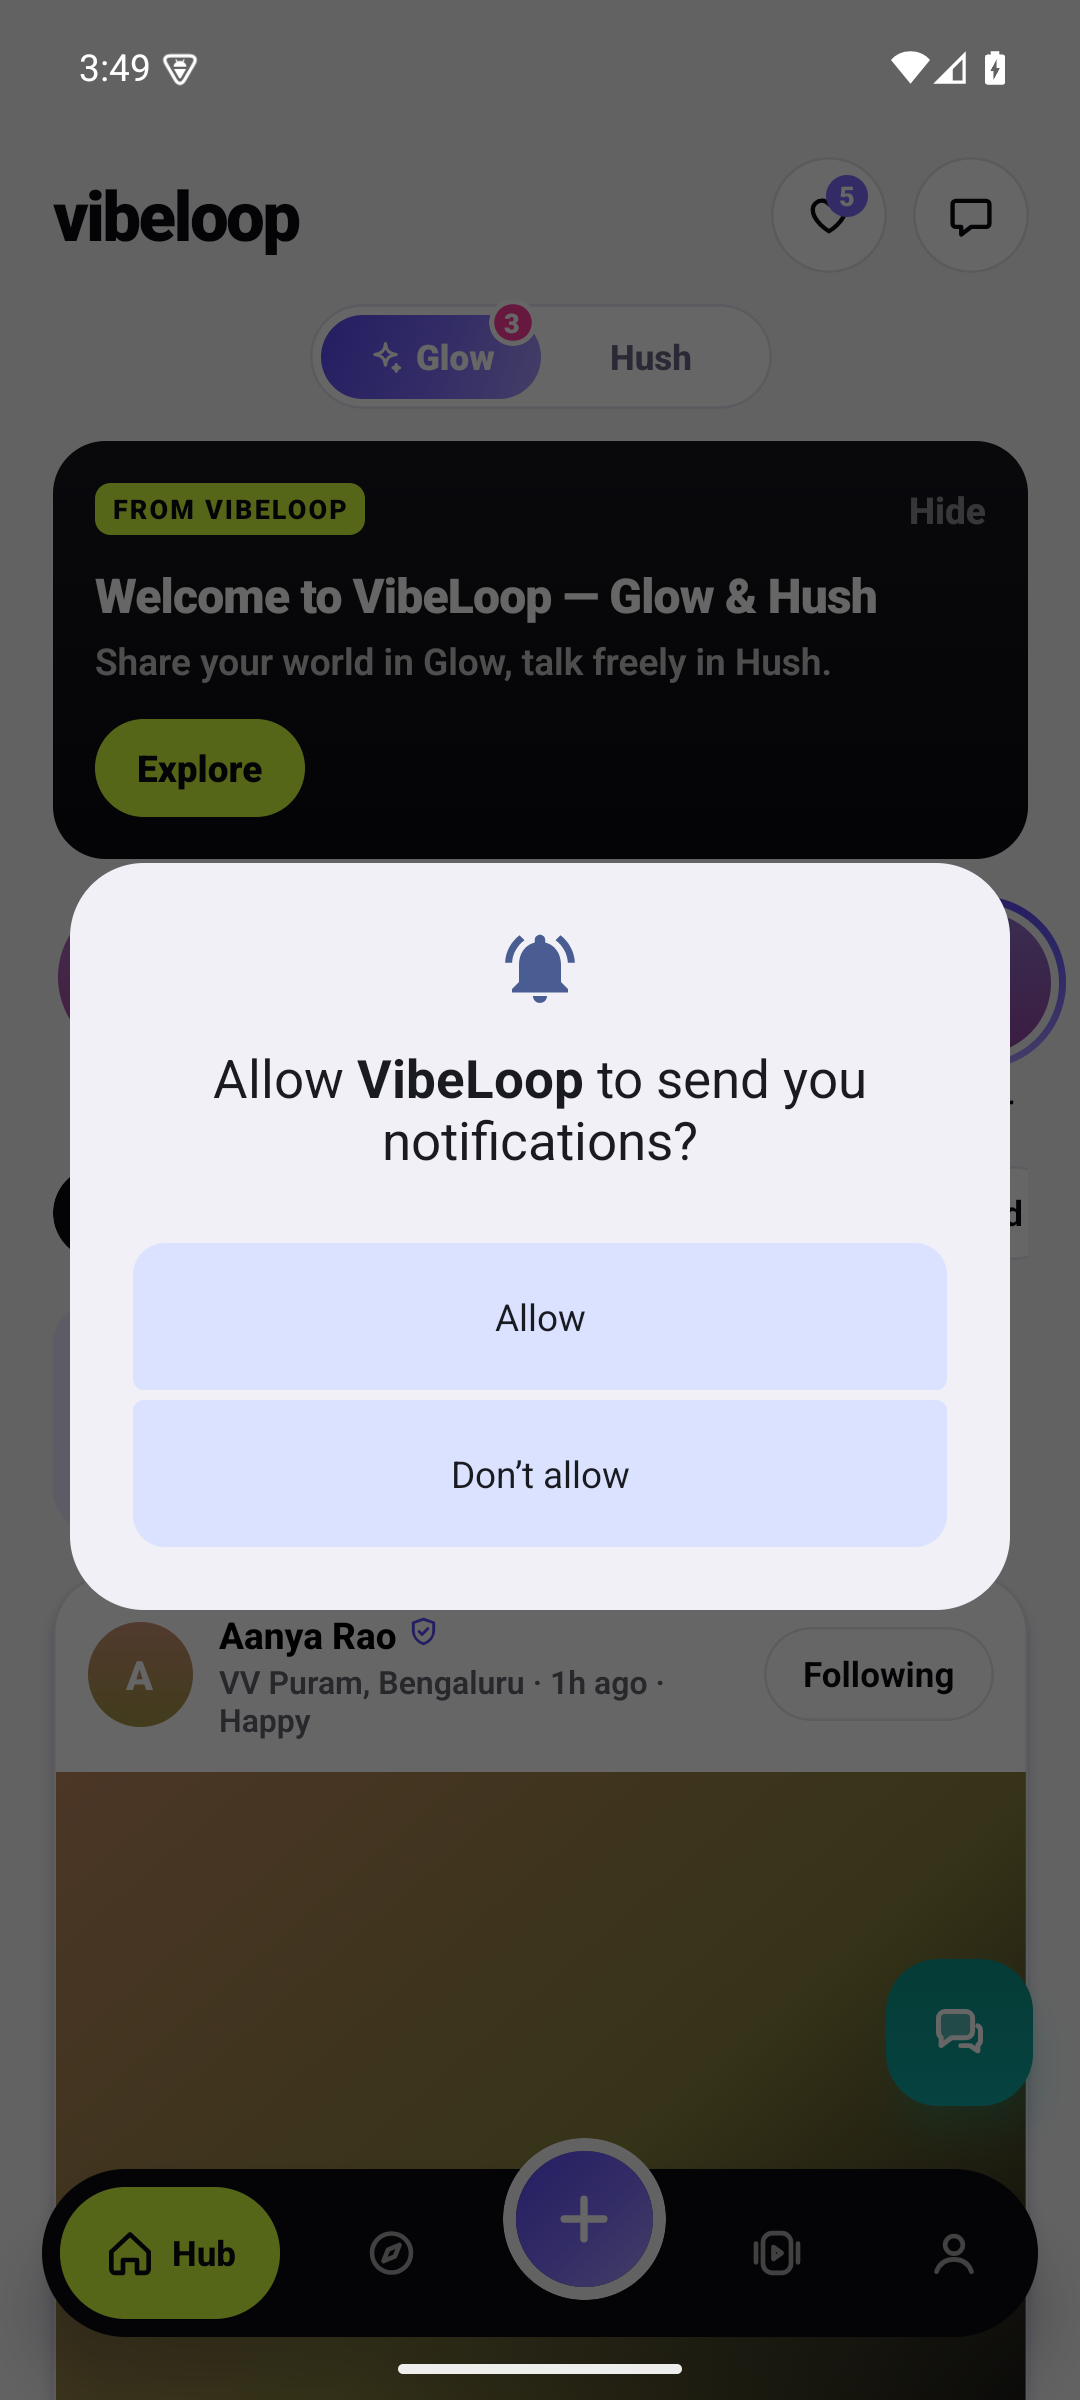 3:49
vibeloop
5
Glow
3
Hush
FROM VIBELOOP
Hide
Welcome to VibeLoop — Glow & Hush
Share your world in Glow, talk freely in Hush.
Explore
Allow VibeLoop to send you
notifications?
d
Allow
Don’t allow
Aanya Rao
A
VV Puram, Bengaluru · 1h ago ·
Happy
Following
Hub